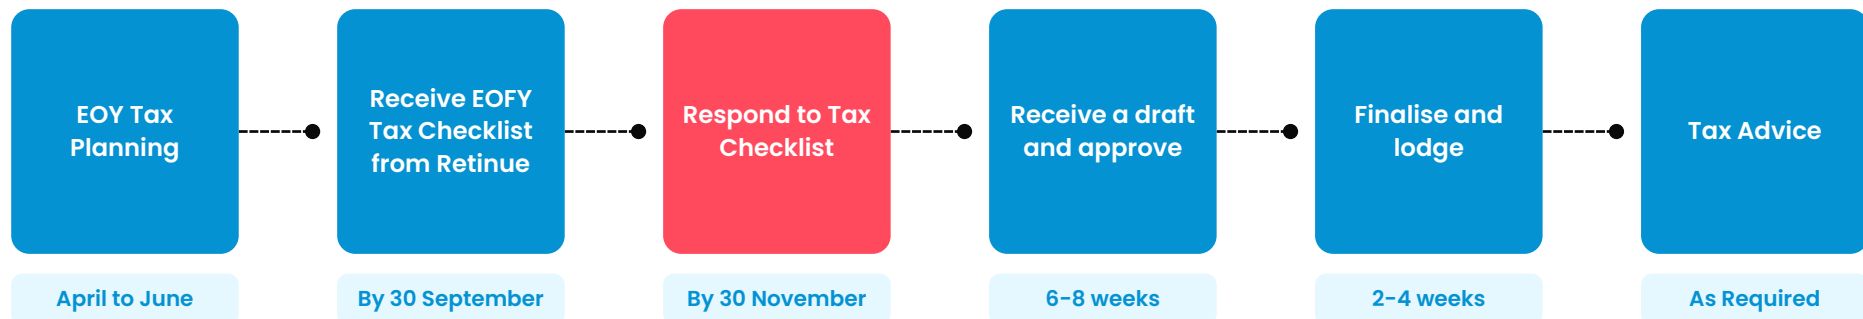 EOY Tax
Planning
Receive EOFY
Tax Checklist
from Retinue
Respond to Tax
Checklist
Receive a draft
and approve
Finalise and
lodge
Tax Advice
April to June
By 30 September
By 30 November
6-8 weeks
2-4 weeks
As Required